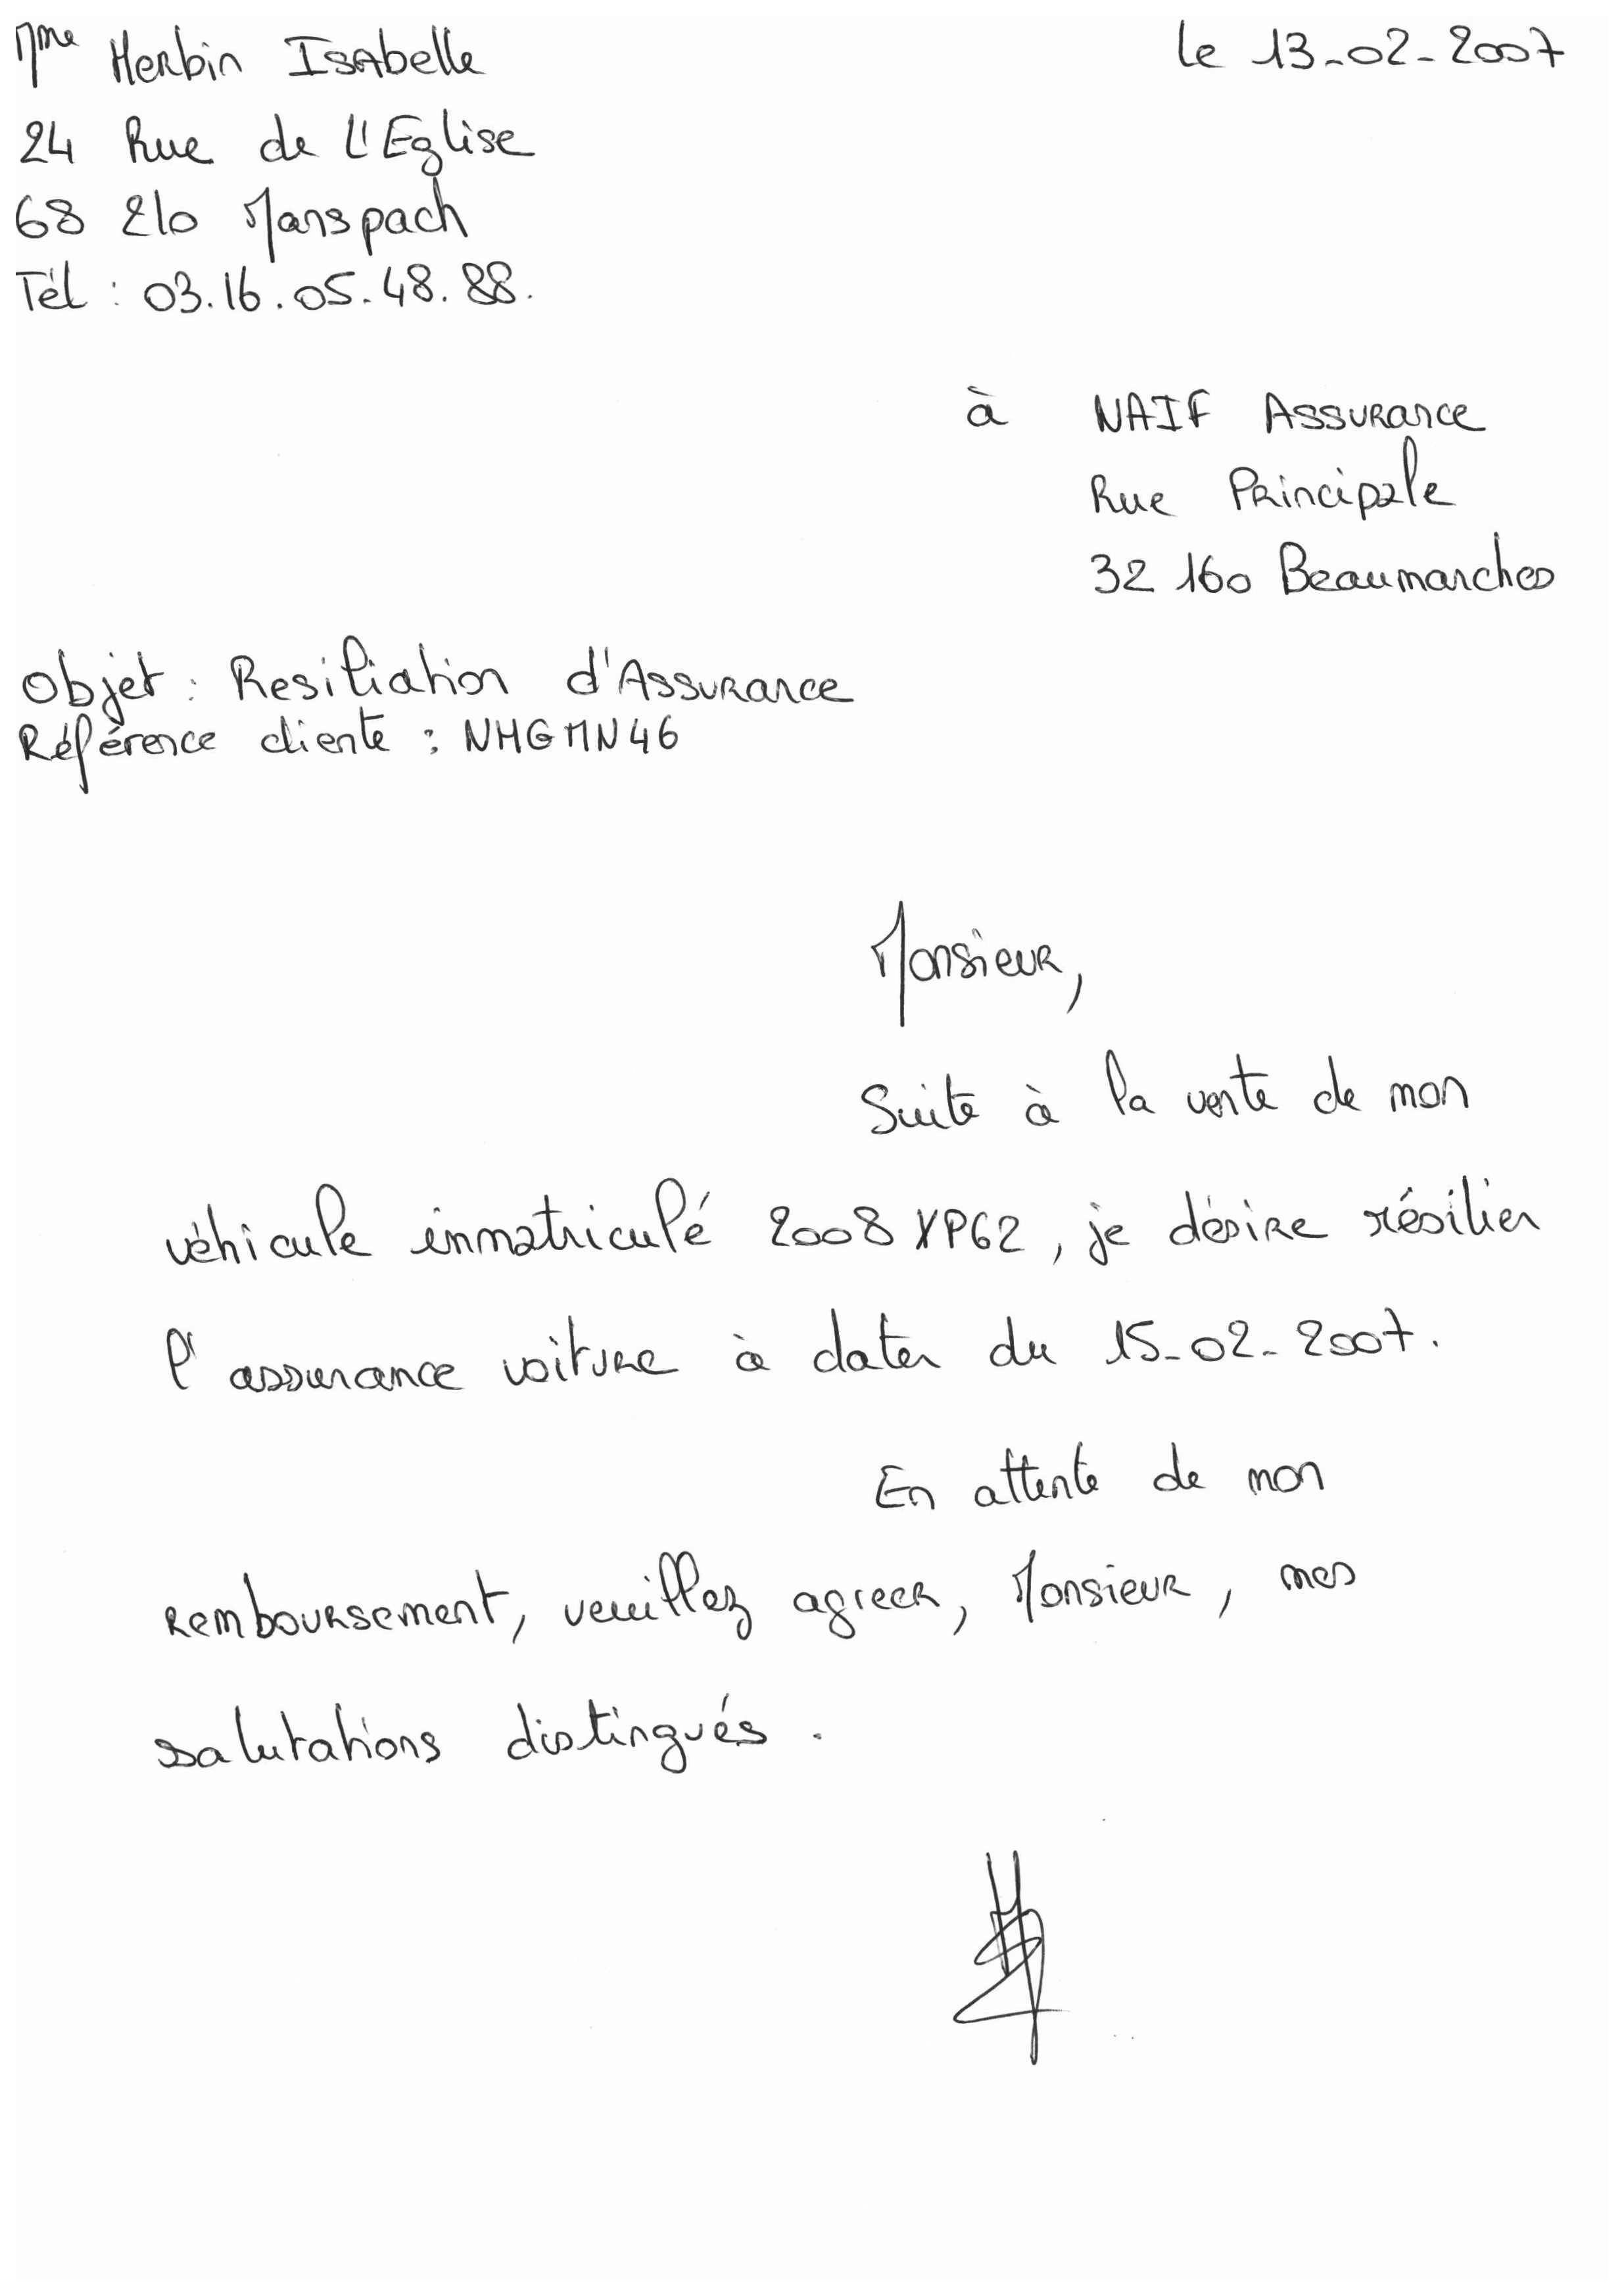 Mme Herbin Isabelle
le 13-02-2007
24 Rue de l'Eglise
68 210 Manspach
Tél : 03.16.05.48.88.
à NAIF Assurance
Rue Principale
32 160 Beaumarches
Objet : Resiliation d'Assurance
Référence cliente : NHGMN46
Monsieur,
Suite à la vente de mon
véhicule inmatriculé 2008 XP62, je désire résilier
l'assurance voiture à dater du 15-02-2007.
En attente de mon
remboursement, veuillez agreer, Monsieur, mes
salutations distingués.